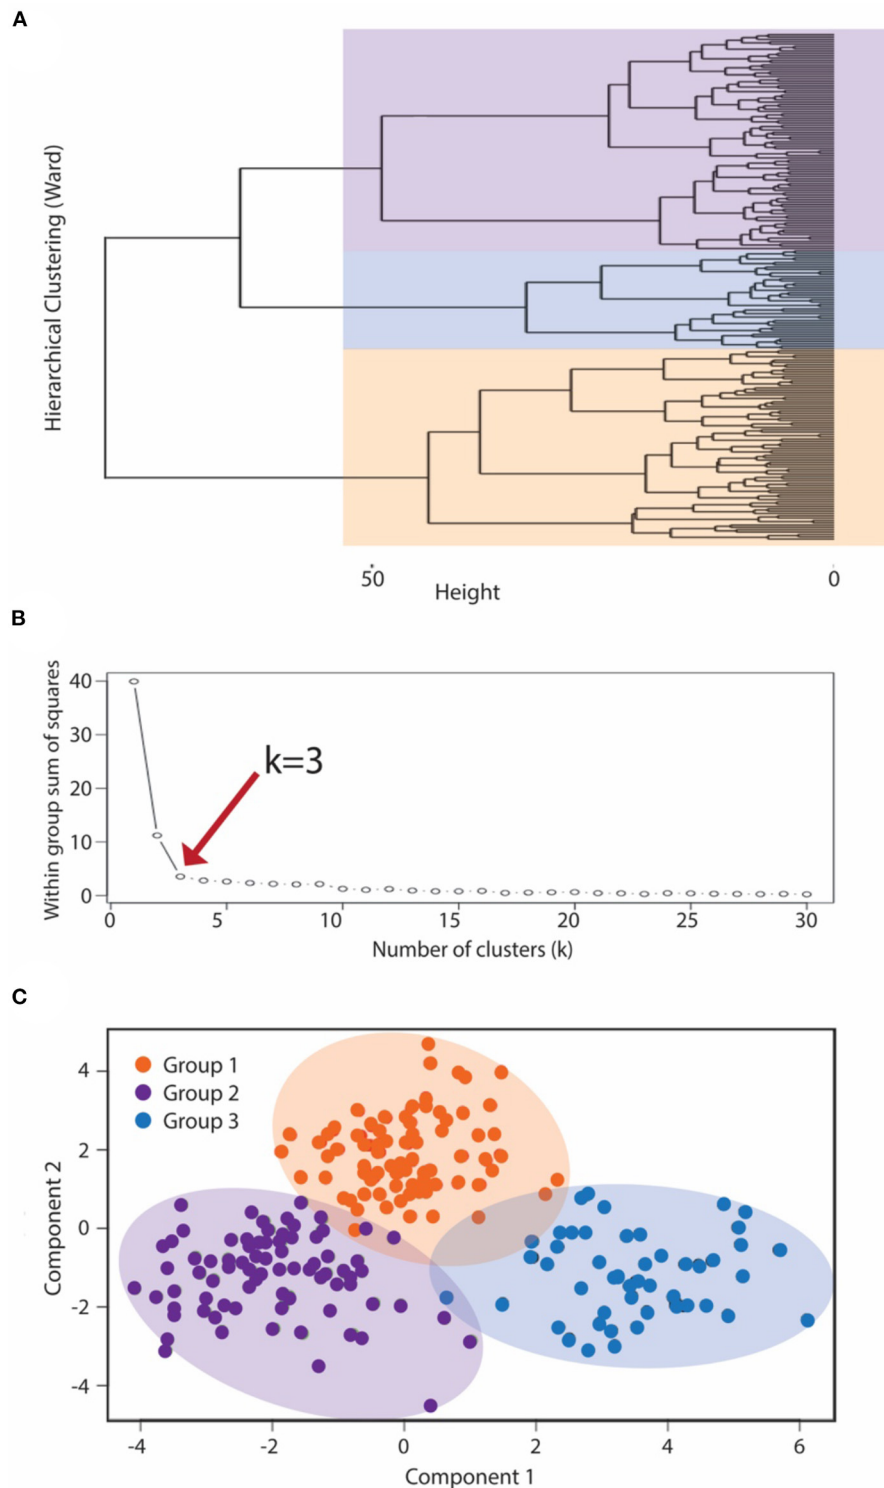 A
Hierarchical Clustering (Ward)
50
0
Height
B
Within group sum of squares
40
30
20
10
0
k=3
0
5
10
15
20
25
30
Number of clusters (k)
C
Group 1
Group 2
Group 3
Component 2
4
2
0
-2
-4
-4
-2
0
2
4
6
Component 1